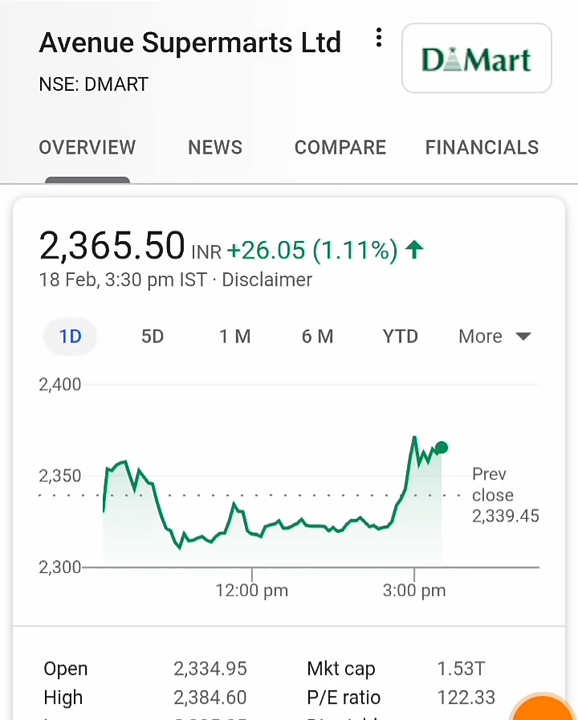 Avenue Supermarts Ltd
NSE: DMART
D Mart
OVERVIEW NEWS COMPARE FINANCIALS
2,365.50 INR +26.05 (1.11%)
18 Feb, 3:30 pm IST · Disclaimer
1D 5D 1 M 6 M YTD More
2,400
2,350
Prev
close
2,339.45
2,300
12:00 pm 3:00 pm
Open 2,334.95 Mkt cap 1.53T
High 2,384.60 P/E ratio 122.33